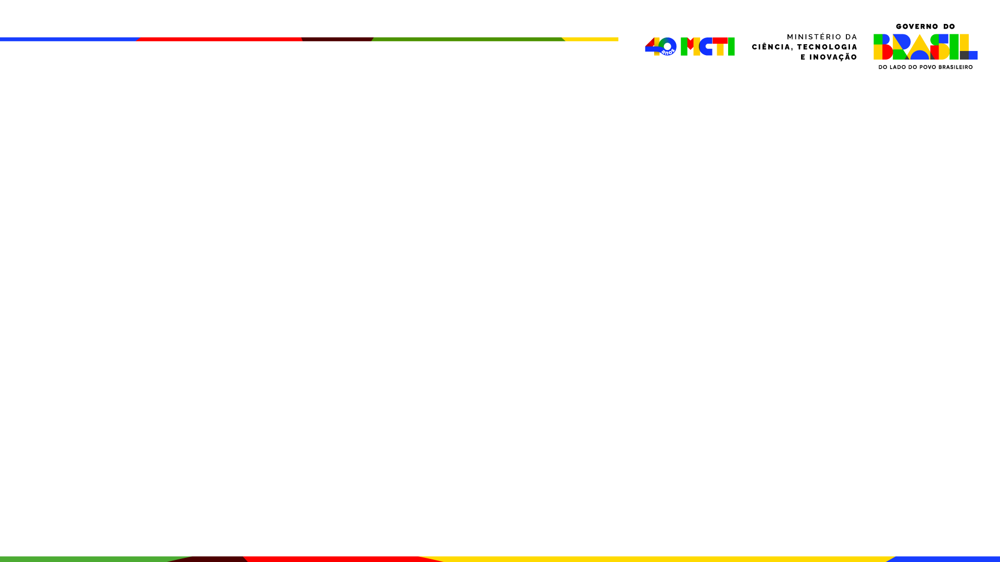 40 anos MCTI
MINISTÉRIO DA
CIÊNCIA, TECNOLOGIA
E INOVAÇÃO
GOVERNO DO
BRASIL
DO LADO DO POVO BRASILEIRO